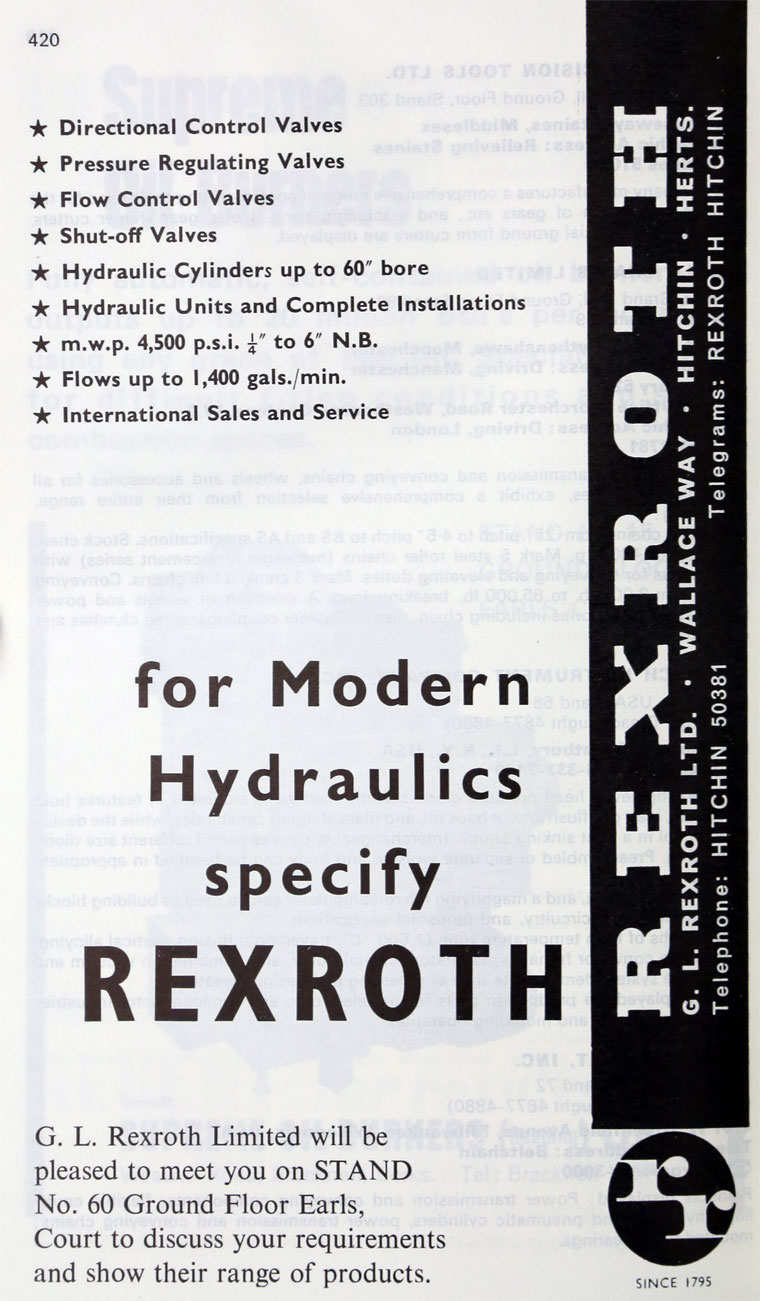 420
★ Directional Control Valves
★ Pressure Regulating Valves
★ Flow Control Valves
★ Shut-off Valves
★ Hydraulic Cylinders up to 60″ bore
★ Hydraulic Units and Complete Installations
★ m.w.p. 4,500 p.s.i. ¼″ to 6″ N.B.
★ Flows up to 1,400 gals./min.
★ International Sales and Service
for Modern
Hydraulics
specify
REXROTH
G. L. Rexroth Limited will be
pleased to meet you on STAND
No. 60 Ground Floor Earls,
Court to discuss your requirements
and show their range of products.
REXROTH
G. L. REXROTH LTD. · WALLACE WAY · HITCHIN · HERTS.
Telephone: HITCHIN 50381 Telegrams: REXROTH HITCHIN
SINCE 1795